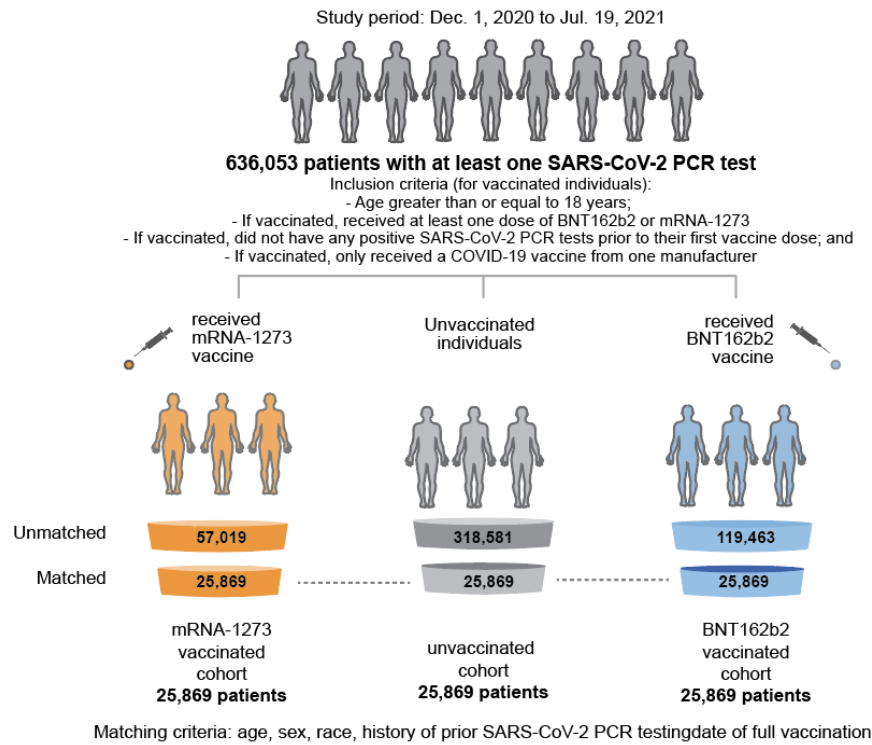 Study period: Dec. 1, 2020 to Jul. 19, 2021
636,053 patients with at least one SARS-CoV-2 PCR test
Inclusion criteria (for vaccinated individuals):
- Age greater than or equal to 18 years;
- If vaccinated, received at least one dose of BNT162b2 or mRNA-1273
- If vaccinated, did not have any positive SARS-CoV-2 PCR tests prior to their first vaccine dose; and
- If vaccinated, only received a COVID-19 vaccine from one manufacturer
received
mRNA-1273
vaccine
Unvaccinated
individuals
received
BNT162b2
vaccine
Unmatched
57,019
318,581
119,463
Matched
25,869
25,869
25,869
mRNA-1273
vaccinated
cohort
25,869 patients
unvaccinated
cohort
25,869 patients
BNT162b2
vaccinated
cohort
25,869 patients
Matching criteria: age, sex, race, history of prior SARS-CoV-2 PCR testingdate of full vaccination